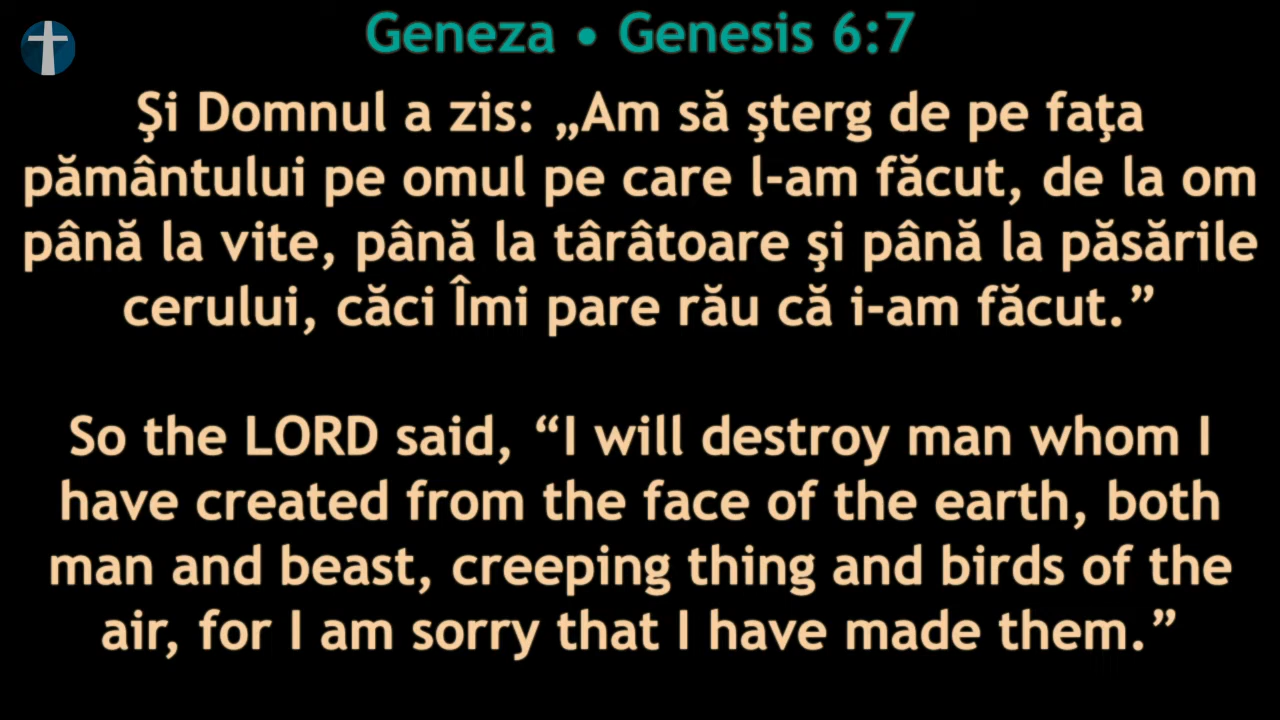 Geneza • Genesis 6:7
Şi Domnul a zis: „Am să şterg de pe faţa
pământului pe omul pe care l-am făcut, de la om
până la vite, până la târâtoare şi până la păsările
cerului, căci Îmi pare rău că i-am făcut.”
So the LORD said, “I will destroy man whom I
have created from the face of the earth, both
man and beast, creeping thing and birds of the
air, for I am sorry that I have made them.”